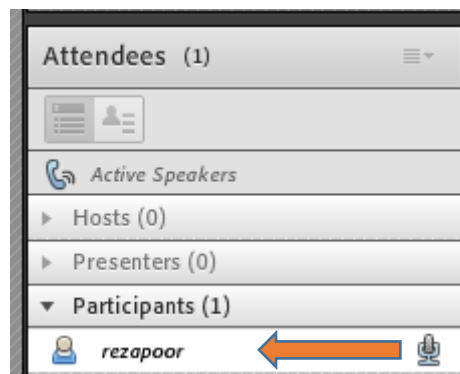 Attendees (1)
Active Speakers
Hosts (0)
Presenters (0)
Participants (1)
rezapoor